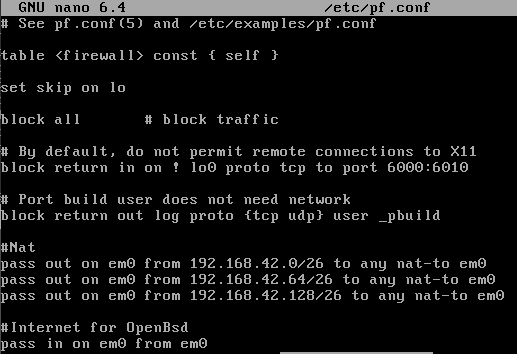 GNU nano 6.4 /etc/pf.conf
# See pf.conf(5) and /etc/examples/pf.conf
table <firewall> const { self }
set skip on lo
block all # block traffic
# By default, do not permit remote connections to X11
block return in on ! lo0 proto tcp to port 6000:6010
# Port build user does not need network
block return out log proto {tcp udp} user _pbuild
#Nat
pass out on em0 from 192.168.42.0/26 to any nat-to em0
pass out on em0 from 192.168.42.64/26 to any nat-to em0
pass out on em0 from 192.168.42.128/26 to any nat-to em0
#Internet for OpenBsd
pass in on em0 from em0